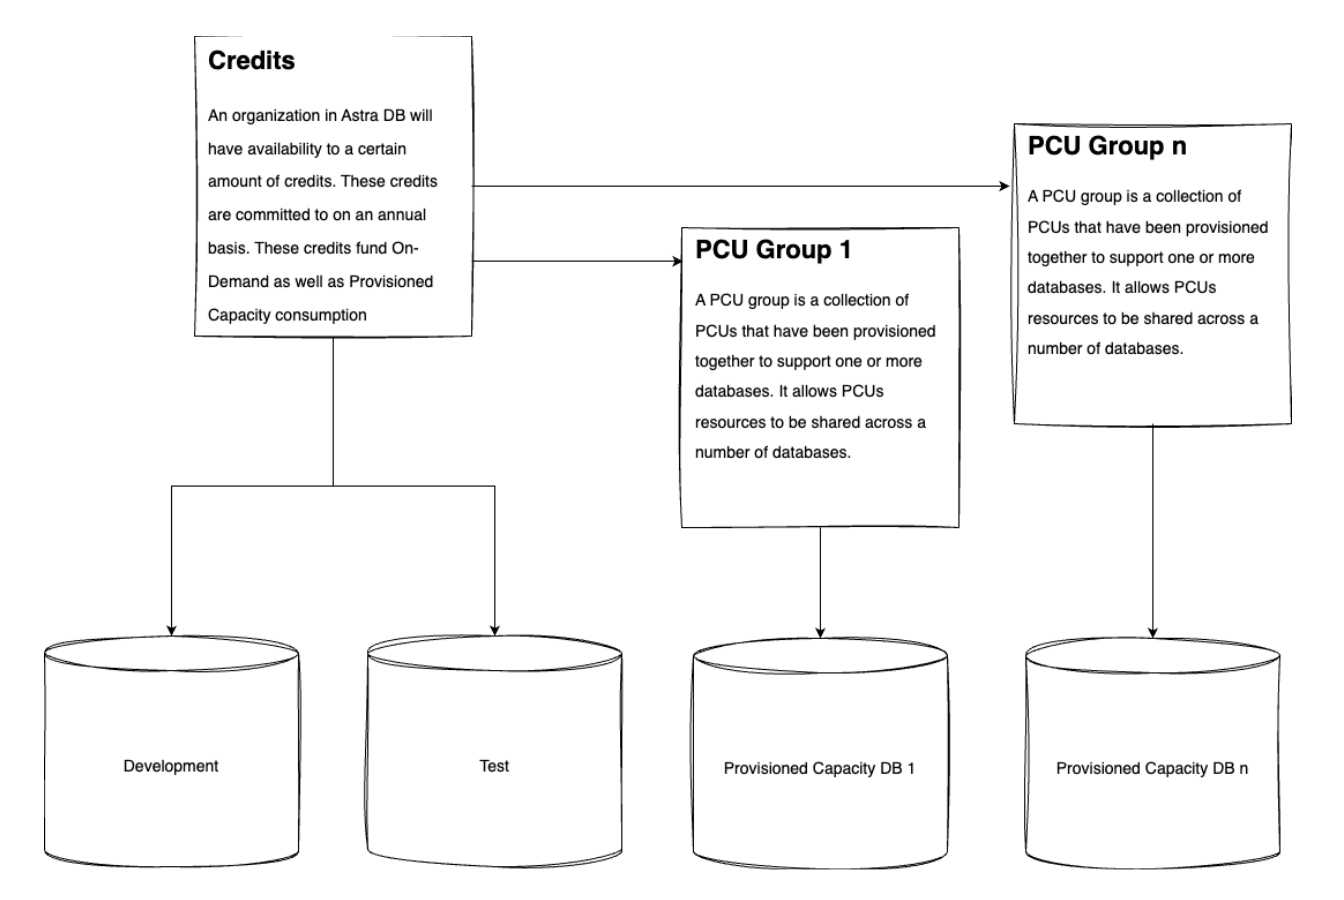 Credits
An organization in Astra DB will
have availability to a certain
amount of credits. These credits
are committed to on an annual
basis. These credits fund On-
Demand as well as Provisioned
Capacity consumption
PCU Group 1
A PCU group is a collection of
PCUs that have been provisioned
together to support one or more
databases. It allows PCUs
resources to be shared across a
number of databases.
PCU Group n
A PCU group is a collection of
PCUs that have been provisioned
together to support one or more
databases. It allows PCUs
resources to be shared across a
number of databases.
Development
Test
Provisioned Capacity DB 1
Provisioned Capacity DB n